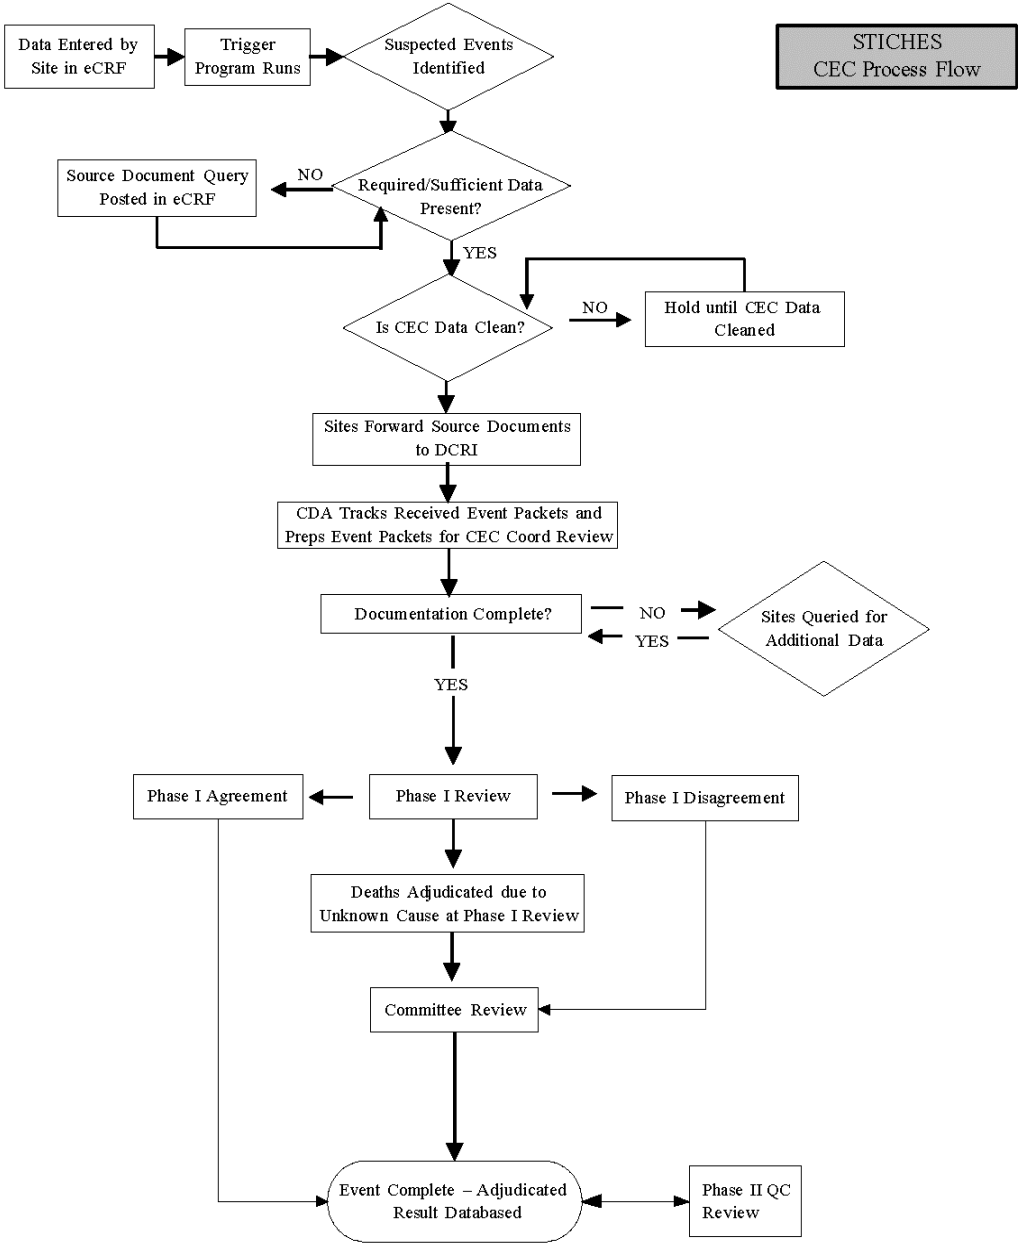 Data Entered by
Site in eCRF
Trigger
Program Runs
Suspected Events
Identified
STICHES
CEC Process Flow
Source Document Query
Posted in eCRF
NO
Required/Sufficient Data
Present?
YES
Is CEC Data Clean?
NO
Hold until CEC Data
Cleaned
Sites Forward Source Documents
to DCRI
CDA Tracks Received Event Packets and
Preps Event Packets for CEC Coord Review
Documentation Complete?
NO
YES
Sites Queried for
Additional Data
YES
Phase I Agreement
Phase I Review
Phase I Disagreement
Deaths Adjudicated due to
Unknown Cause at Phase I Review
Committee Review
Event Complete – Adjudicated
Result Databased
Phase II QC
Review